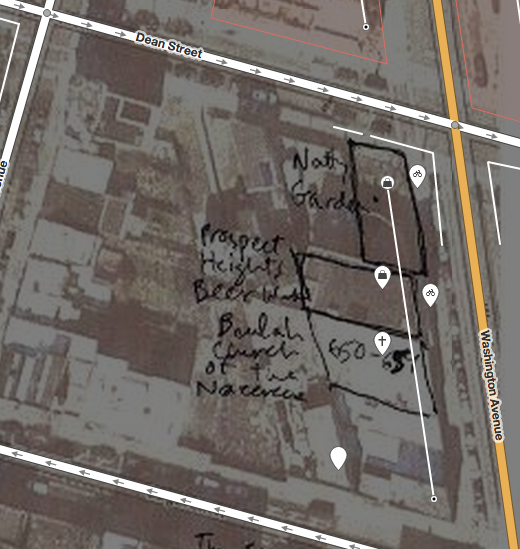 Dean Street
Natty
Garden
Prospect
Heights
Beer Works
Beulah
Church
of the
Nazarene
650-
Washington Avenue